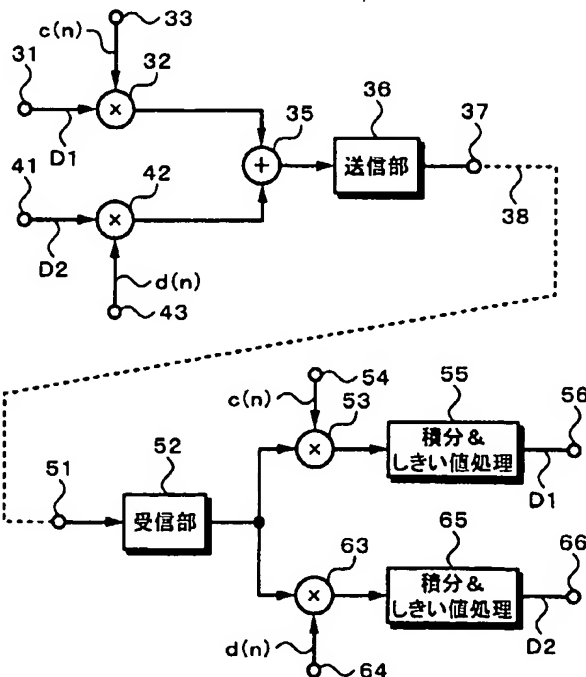 33
c(n)
31
32
D1
35
36
37
送信部
41
42
38
D2
d(n)
43
54
c(n)
53
55
56
積分&
しきい値処理
51
52
D1
受信部
65
66
63
積分&
しきい値処理
d(n)
D2
64
×
×
+
×
×